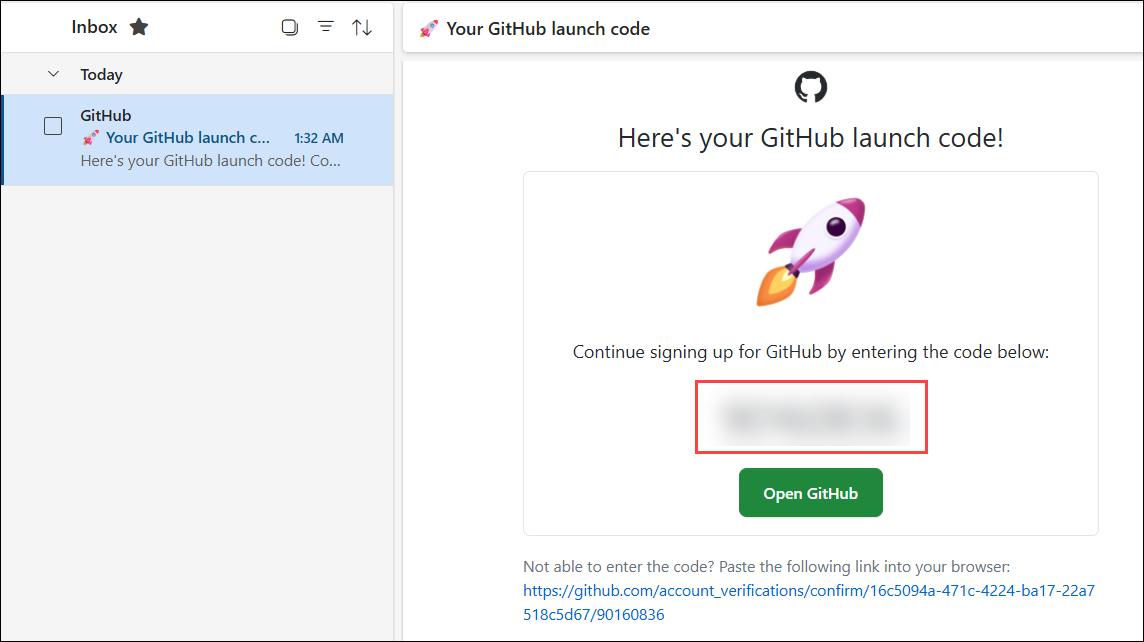 Inbox
Today
GitHub
Your GitHub launch c... 1:32 AM
Here's your GitHub launch code! Co...
Your GitHub launch code
Here's your GitHub launch code!
Continue signing up for GitHub by entering the code below:
Open GitHub
Not able to enter the code? Paste the following link into your browser:
https://github.com/account_verifications/confirm/16c5094a-471c-4224-ba17-22a7
518c5d67/90160836